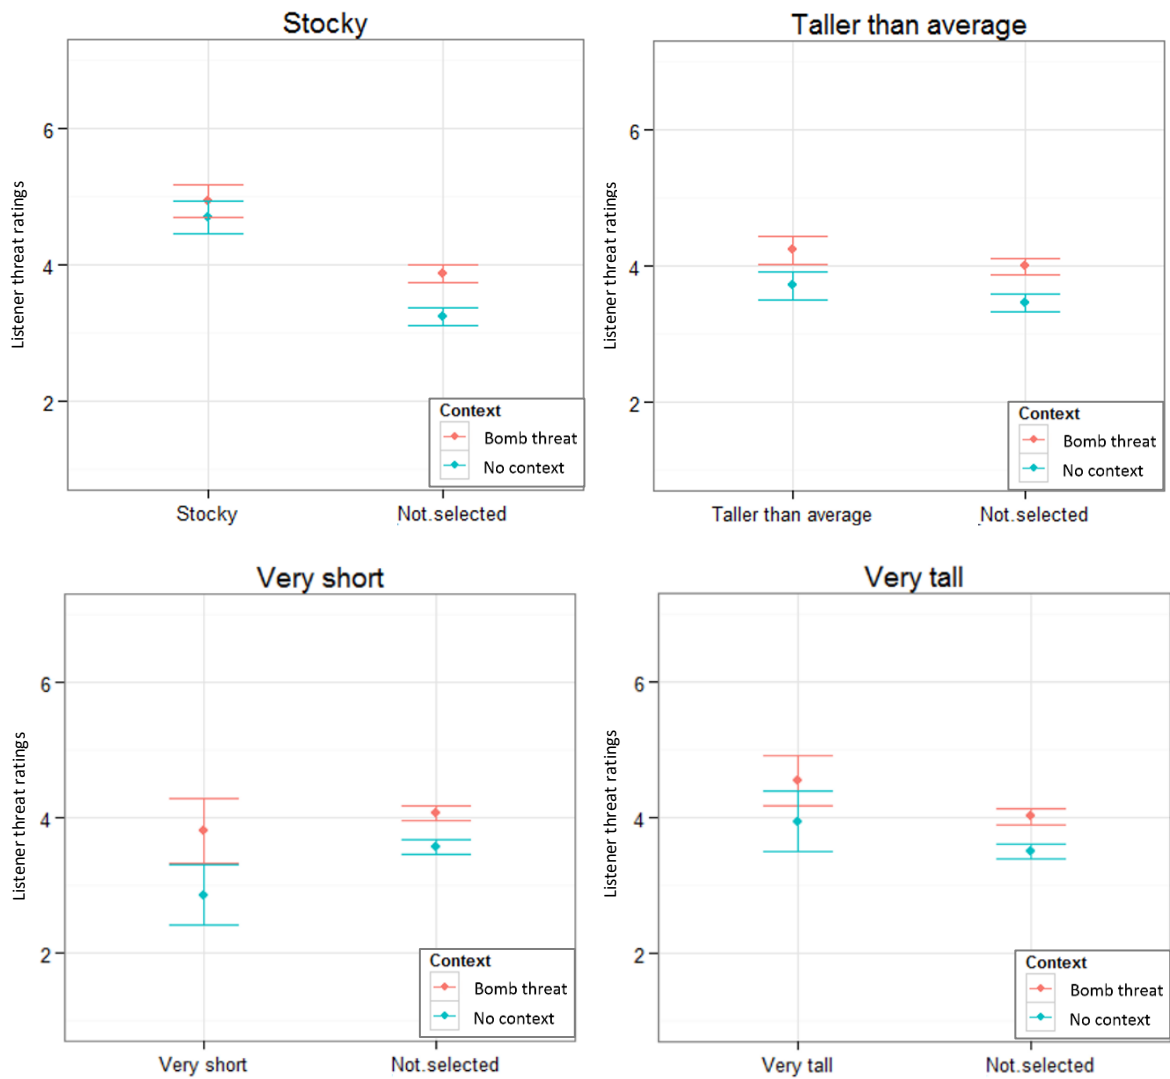 Stocky
Listener threat ratings
6
4
2
Context
Bomb threat
No context
Stocky
Not.selected
Taller than average
Listener threat ratings
6
4
2
Context
Bomb threat
No context
Taller than average
Not.selected
Very short
Listener threat ratings
6
4
2
Context
Bomb threat
No context
Very short
Not.selected
Very tall
Listener threat ratings
6
4
2
Context
Bomb threat
No context
Very tall
Not.selected